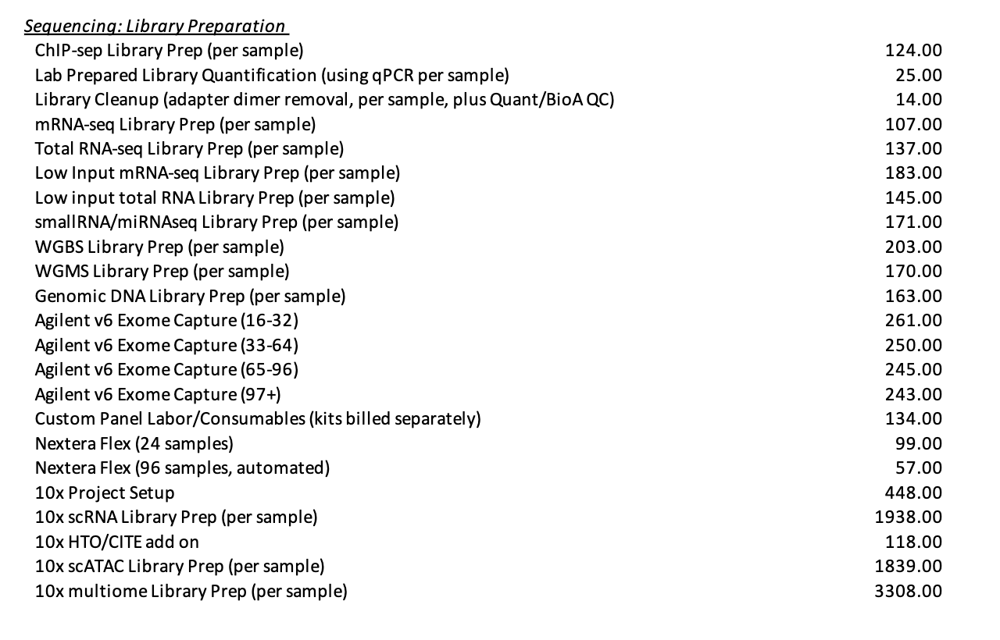 Sequencing: Library Preparation
ChIP-sep Library Prep (per sample) 124.00
Lab Prepared Library Quantification (using qPCR per sample) 25.00
Library Cleanup (adapter dimer removal, per sample, plus Quant/BioA QC) 14.00
mRNA-seq Library Prep (per sample) 107.00
Total RNA-seq Library Prep (per sample) 137.00
Low Input mRNA-seq Library Prep (per sample) 183.00
Low input total RNA Library Prep (per sample) 145.00
smallRNA/miRNAseq Library Prep (per sample) 171.00
WGBS Library Prep (per sample) 203.00
WGMS Library Prep (per sample) 170.00
Genomic DNA Library Prep (per sample) 163.00
Agilent v6 Exome Capture (16-32) 261.00
Agilent v6 Exome Capture (33-64) 250.00
Agilent v6 Exome Capture (65-96) 245.00
Agilent v6 Exome Capture (97+) 243.00
Custom Panel Labor/Consumables (kits billed separately) 134.00
Nextera Flex (24 samples) 99.00
Nextera Flex (96 samples, automated) 57.00
10x Project Setup 448.00
10x scRNA Library Prep (per sample) 1938.00
10x HTO/CITE add on 118.00
10x scATAC Library Prep (per sample) 1839.00
10x multiome Library Prep (per sample) 3308.00